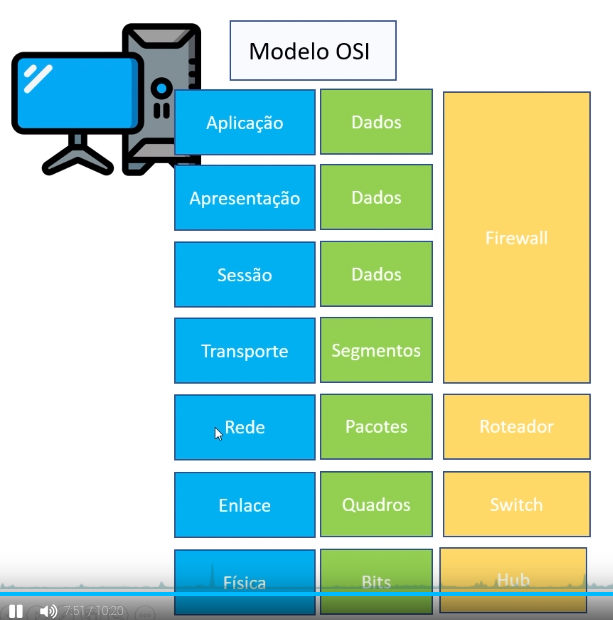 Modelo OSI
Aplicação Dados
Apresentação Dados
Firewall
Sessão Dados
Transporte Segmentos
Rede Pacotes Roteador
Enlace Quadros Switch
Física Bits Hub
7:51 / 10:20